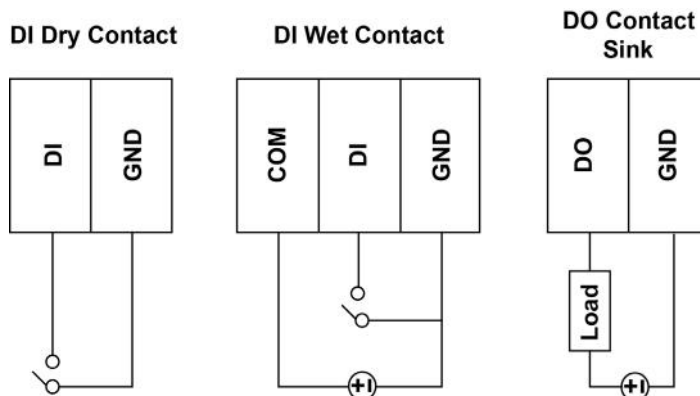 DI Dry Contact
DI Wet Contact
DO Contact
Sink
DI
GND
COM
DI
GND
DO
GND
Load